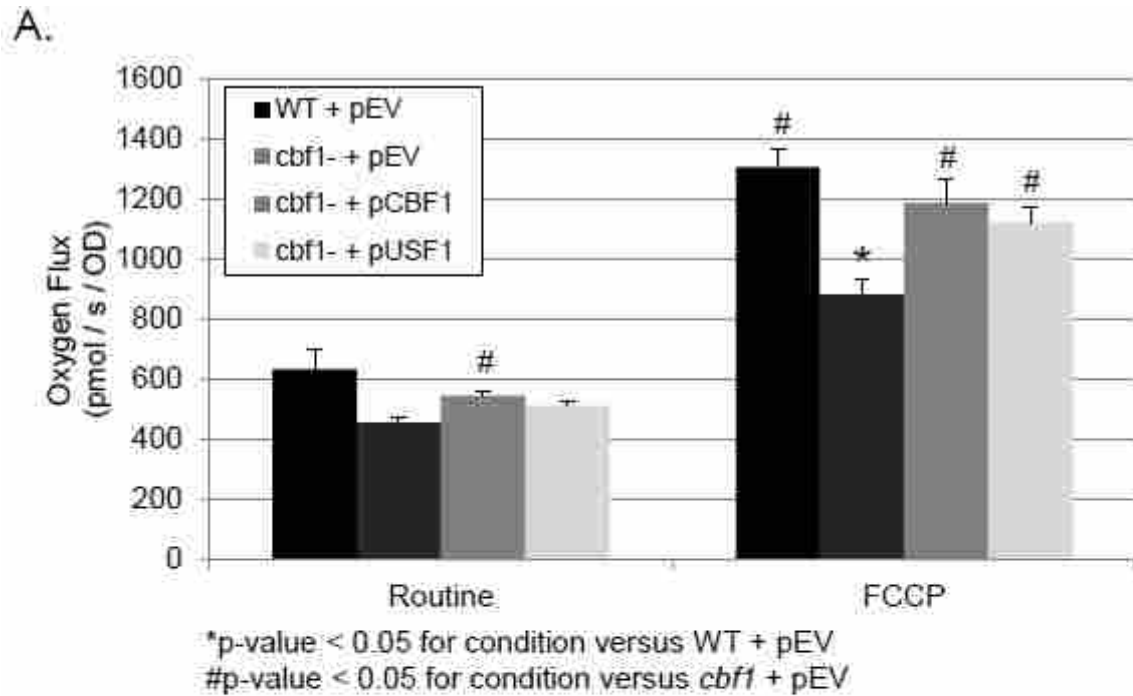 A.
1600
1400
1200
1000
800
600
400
200
0
Oxygen Flux
(pmol / s / OD)
WT + pEV
cbf1- + pEV
cbf1- + pCBF1
cbf1- + pUSF1
#
#
*
#
#
Routine
FCCP
*p-value < 0.05 for condition versus WT + pEV
#p-value < 0.05 for condition versus cbf1 + pEV